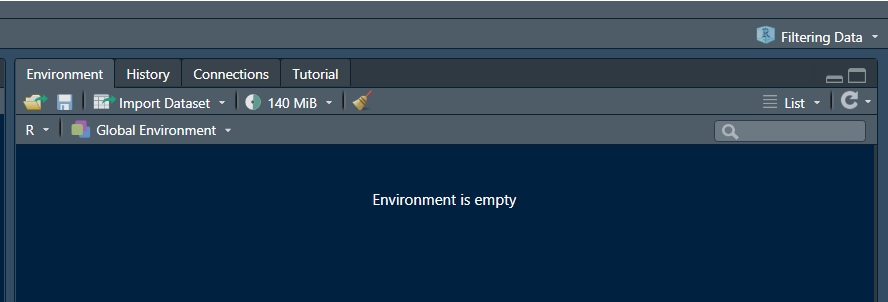 Filtering Data
Environment History Connections Tutorial
Import Dataset 140 MiB List
R Global Environment
Environment is empty